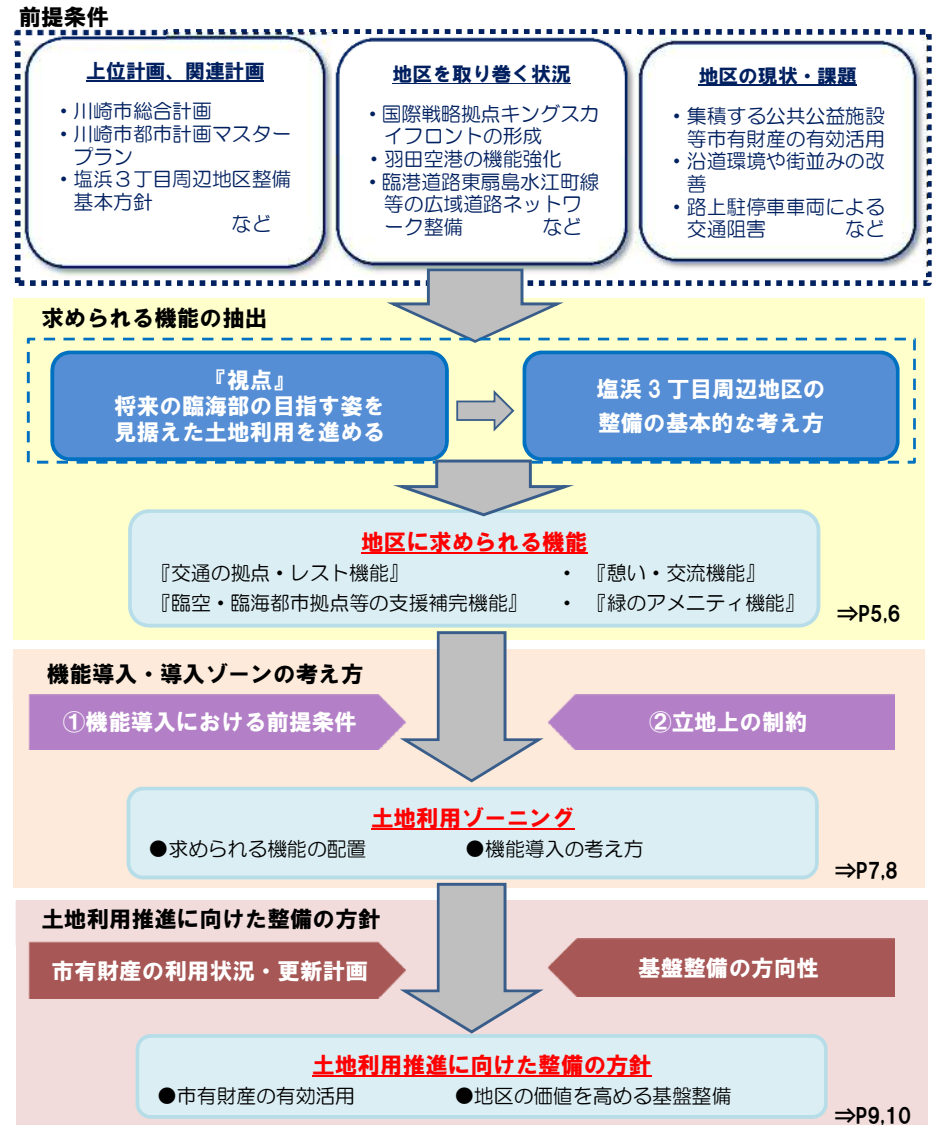 前提条件
上位計画、関連計画
・川崎市総合計画
・川崎市都市計画マスター
プラン
・塩浜３丁目周辺地区整備
基本方針
など
地区を取り巻く状況
・国際戦略拠点キングスカ
イフロントの形成
・羽田空港の機能強化
・臨港道路東扇島水江町線
等の広域道路ネットワ
ーク整備 など
地区の現状・課題
・集積する公共公益施設
等市有財産の有効活用
・沿道環境や街並みの改
善
・路上駐停車車両による
交通阻害 など
求められる機能の抽出
『視点』
将来の臨海部の目指す姿を
見据えた土地利用を進める
塩浜３丁目周辺地区の
整備の基本的な考え方
地区に求められる機能
『交通の拠点・レスト機能』 ・ 『憩い・交流機能』
『臨空・臨海都市拠点等の支援補完機能』 ・ 『緑のアメニティ機能』
⇒P5,6
機能導入・導入ゾーンの考え方
①機能導入における前提条件
②立地上の制約
土地利用ゾーニング
●求められる機能の配置 ●機能導入の考え方
⇒P7,8
土地利用推進に向けた整備の方針
市有財産の利用状況・更新計画
基盤整備の方向性
土地利用推進に向けた整備の方針
●市有財産の有効活用 ●地区の価値を高める基盤整備
⇒P9,10